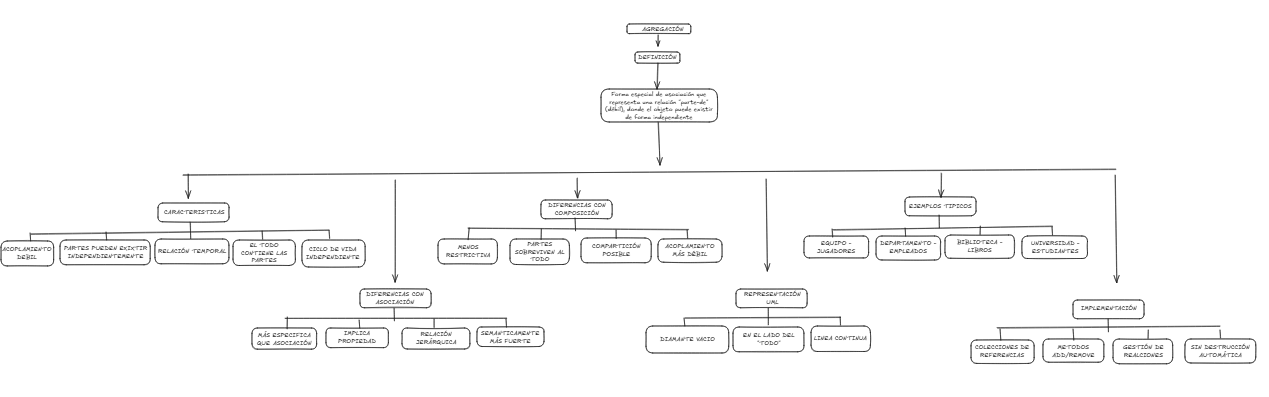 AGREGACIÓN
DEFINICIÓN
Forma especial de asociación que
representa una relación "parte-de"
(débil), donde el objeto puede existir
de forma independiente
CARACTERISTICAS
ACOPLAMIENTO
DEBIL
PARTES PUEDEN EXIXTIR
INDEPENDIENTEMENTE
RELACIÓN TEMPORAL
EL TODO
CONTIENE LAS
PARTES
CICLO DE VIDA
INDEPENDIENTE
DIFERENCIAS CON
ASOCIACIÓN
MÁS ESPECIFICA
QUE ASOCIACIÓN
IMPLICA
PROPIEDAD
RELACIÓN
JERÁRQUICA
SEMANTICAMENTE
MÁS FUERTE
DIFERENCIAS CON
COMPOSICIÓN
MENOS
RESTRICTIVA
PARTES
SOBREVIVEN AL
TODO
COMPARTICIÓN
POSIBLE
ACOPLAMIENTO
MÁS DÉBIL
REPRESENTACIÓN
UML
DIAMANTE VACIO
EN EL LADO DEL
"TODO"
LINEA CONTINUA
EJEMPLOS TIPICOS
EQUIPO -
JUGADORES
DEPARTAMENTO -
EMPLEADOS
BIBLIOTECA -
LIBROS
UNIVERSIDAD -
ESTUDIANTES
IMPLEMENTACIÓN
COLECCIONES DE
REFERENCIAS
METODOS
ADD/REMOVE
GESTIÓN DE
REALCIONES
SIN DESTRUCCIÓN
AUTOMÁTICA